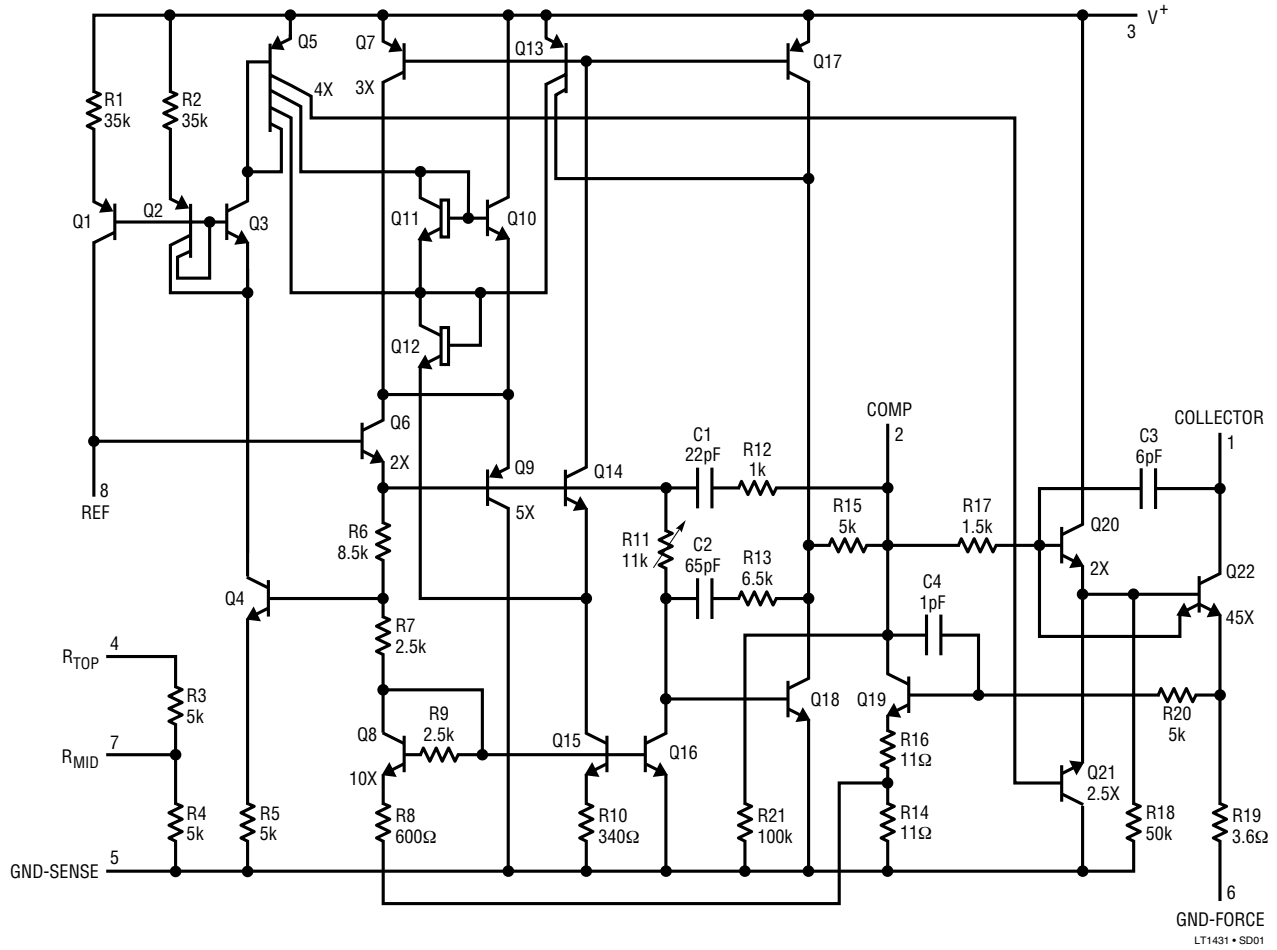 V+
3
Q5
Q7
Q13
Q17
4X
3X
R1
35k
R2
35k
Q1
Q2
Q3
Q11
Q10
Q12
Q6
2X
COMP
2
COLLECTOR
1
C1
22pF
R12
1k
C3
6pF
Q9
5X
Q14
8
REF
R6
8.5k
R11
11k
C2
65pF
R13
6.5k
R15
5k
R17
1.5k
Q20
2X
Q22
45X
C4
1pF
Q4
R7
2.5k
4
RTOP
R3
5k
7
RMID
R4
5k
R5
5k
Q8
10X
R9
2.5k
Q15
Q16
Q18
Q19
R20
5k
R16
11Ω
Q21
2.5X
R8
600Ω
R10
340Ω
R21
100k
R14
11Ω
R18
50k
R19
3.6Ω
5
GND-SENSE
6
GND-FORCE
LT1431 • SD01